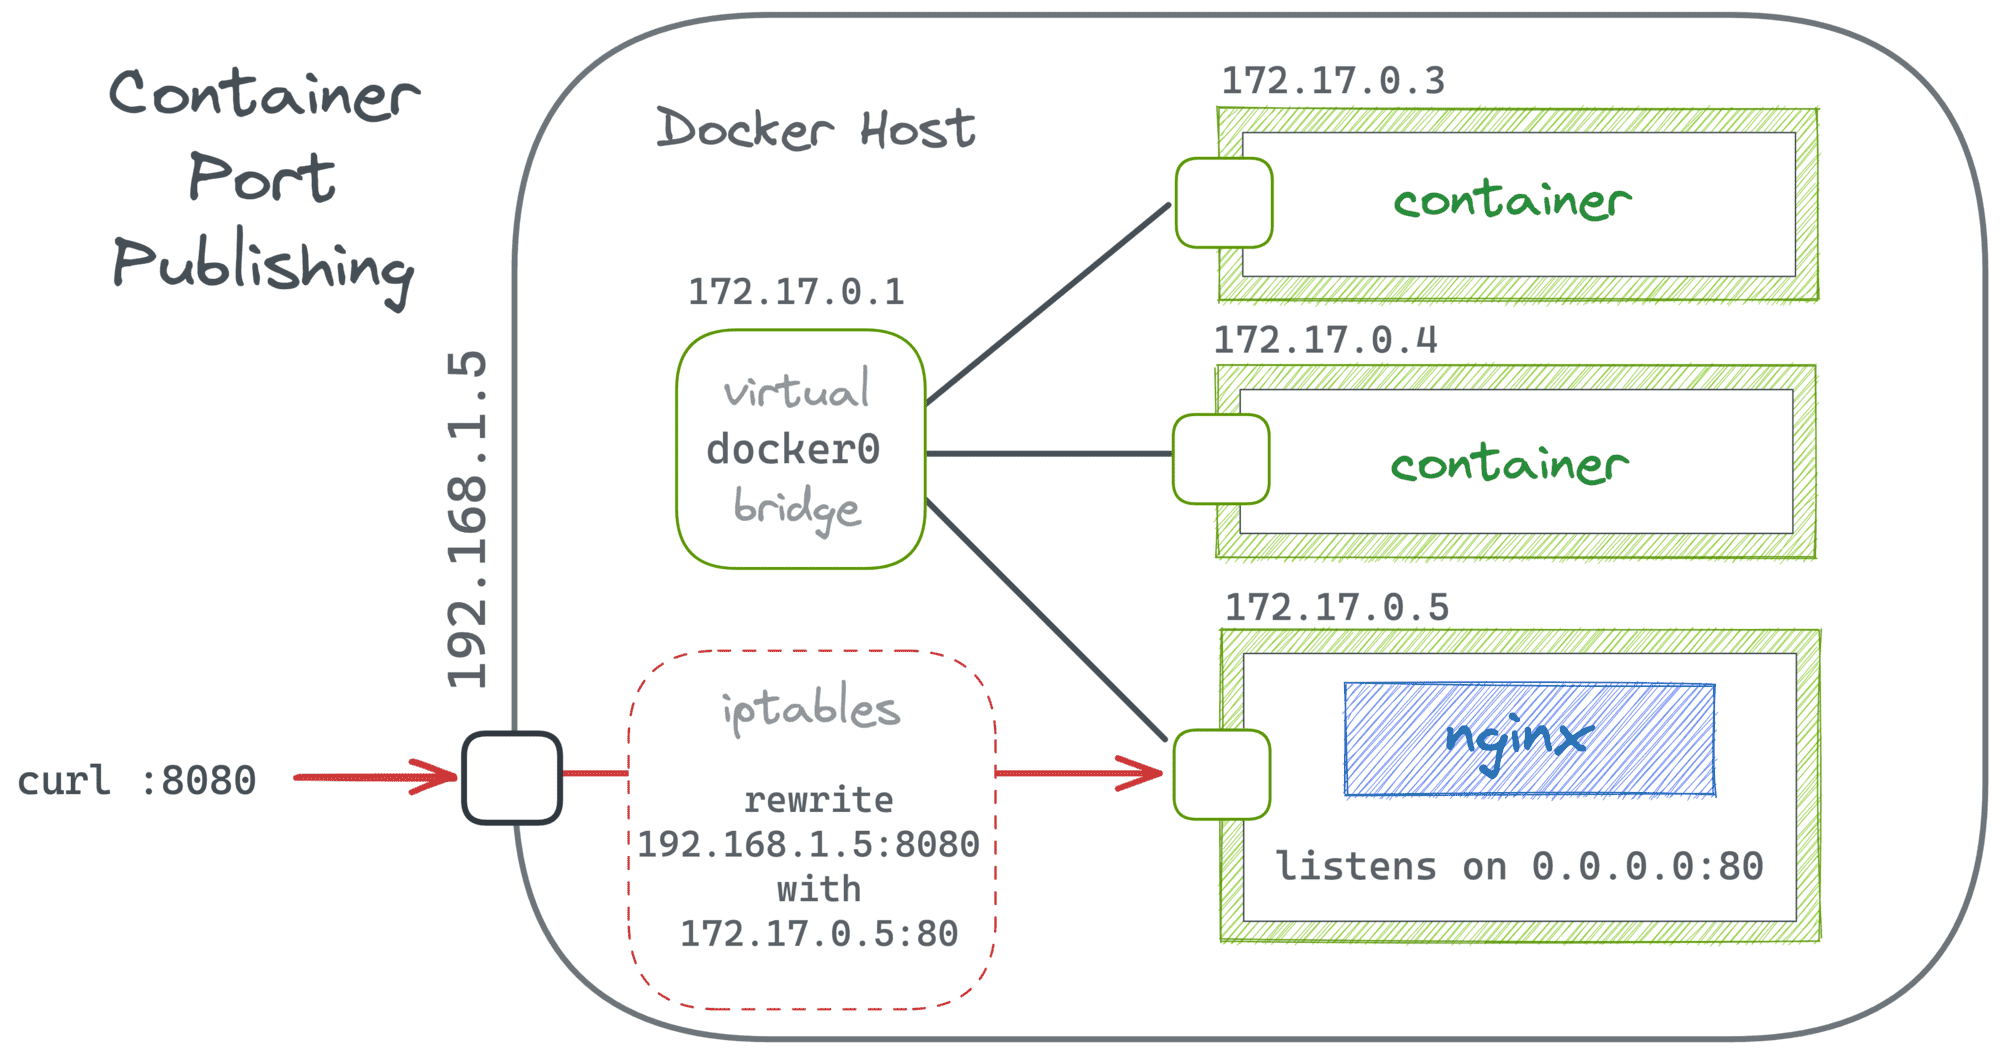 Container
Port
Publishing
Docker Host
172.17.0.3
container
172.17.0.1
virtual
docker0
bridge
172.17.0.4
container
192.168.1.5
172.17.0.5
nginx
listens on 0.0.0.0:80
curl :8080
iptables
rewrite
192.168.1.5:8080
with
172.17.0.5:80